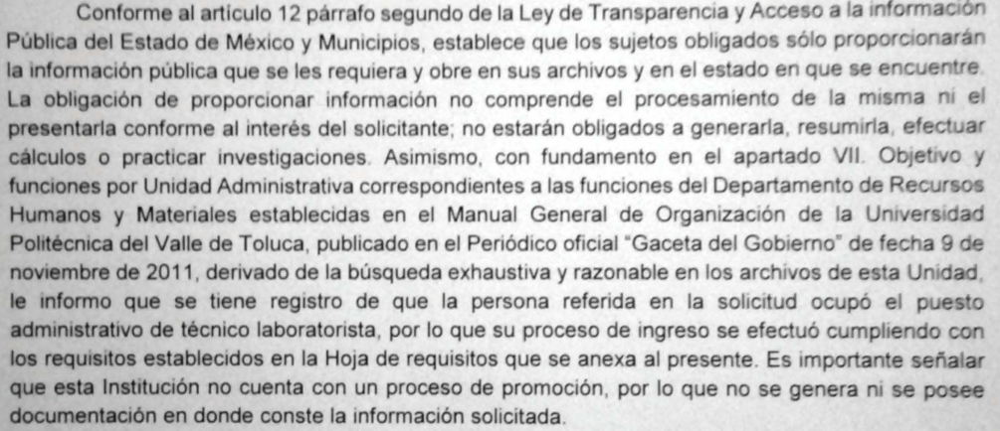 Conforme al artículo 12 párrafo segundo de la Ley de Transparencia y Acceso a la información
Pública del Estado de México y Municipios, establece que los sujetos obligados sólo proporcionarán
la información pública que se les requiera y obre en sus archivos y en el estado en que se encuentre.
La obligación de proporcionar información no comprende el procesamiento de la misma ni el
presentarla conforme al interés del solicitante; no estarán obligados a generarla, resumirla, efectuar
cálculos o practicar investigaciones. Asimismo, con fundamento en el apartado VII. Objetivo y
funciones por Unidad Administrativa correspondientes a las funciones del Departamento de Recursos
Humanos y Materiales establecidas en el Manual General de Organización de la Universidad
Politécnica del Valle de Toluca, publicado en el Periódico oficial "Gaceta del Gobierno" de fecha 9 de
noviembre de 2011, derivado de la búsqueda exhaustiva y razonable en los archivos de esta Unidad,
le informo que se tiene registro de que la persona referida en la solicitud ocupó el puesto
administrativo de técnico laboratorista, por lo que su proceso de ingreso se efectuó cumpliendo con
los requisitos establecidos en la Hoja de requisitos que se anexa al presente. Es importante señalar
que esta Institución no cuenta con un proceso de promoción, por lo que no se genera ni se posee
documentación en donde conste la información solicitada.